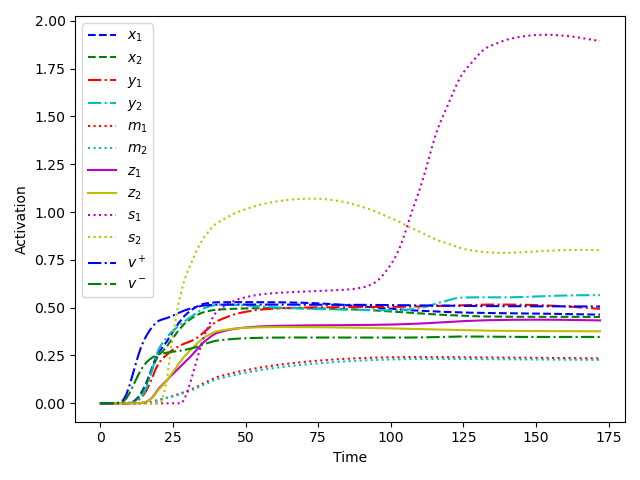 2.00
1.75
1.50
1.25
1.00
0.75
0.50
0.25
0.00
Activation
x₁
x₂
y₁
y₂
m₁
m₂
z₁
z₂
s₁
s₂
v⁺
v⁻
0 25 50 75 100 125 150 175
Time